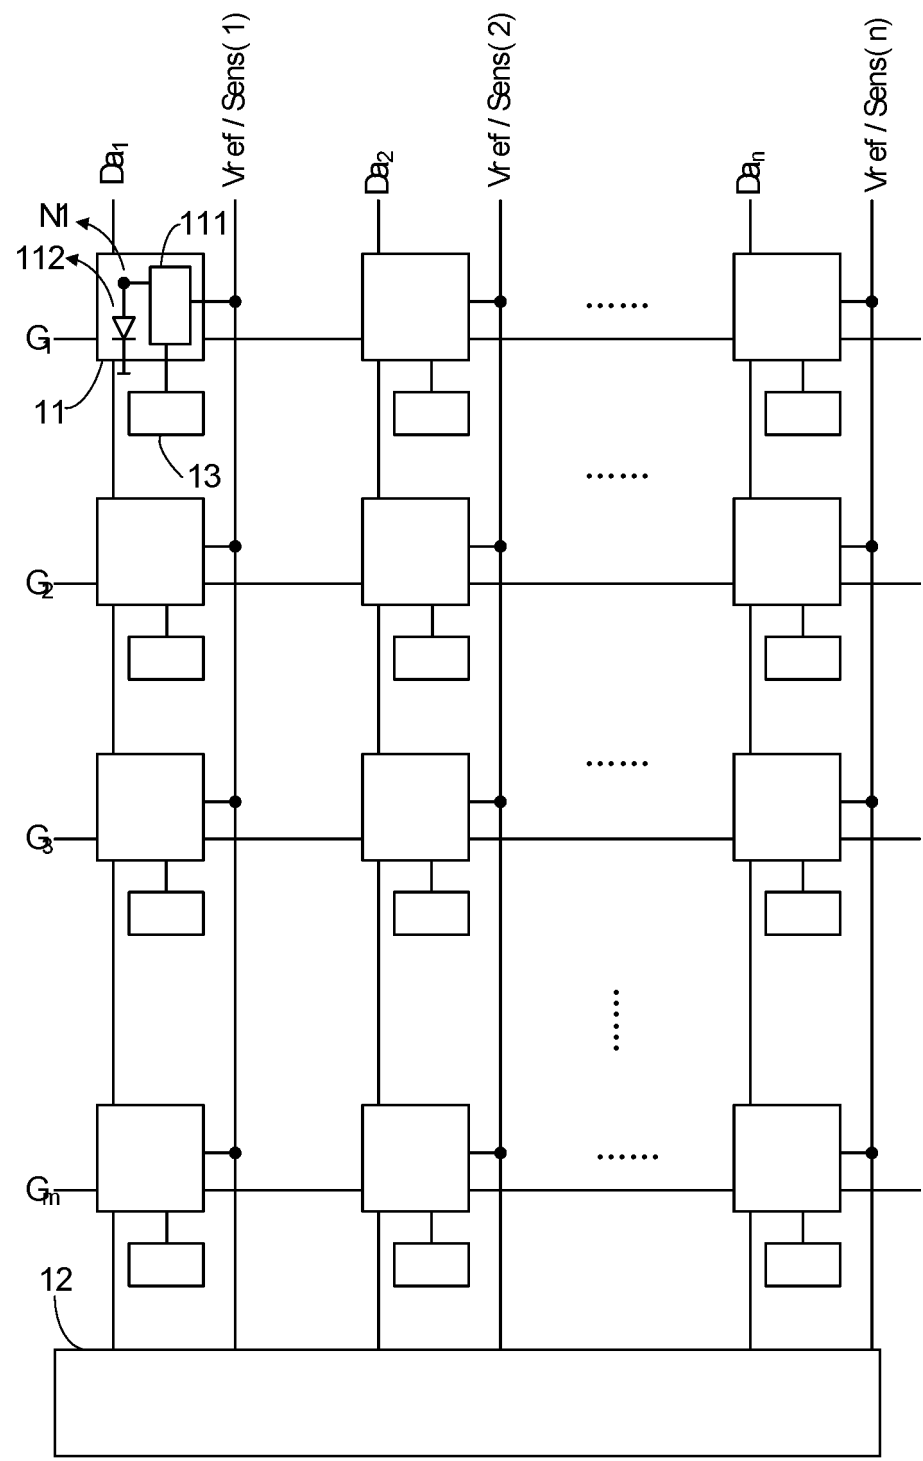 Da1
Vref/Sens(1)
Da2
Vref/Sens(2)
Dan
Vref/Sens(n)
N1
111
112
......
G1
11
13
......
G2
......
G3
......
......
Gm
12